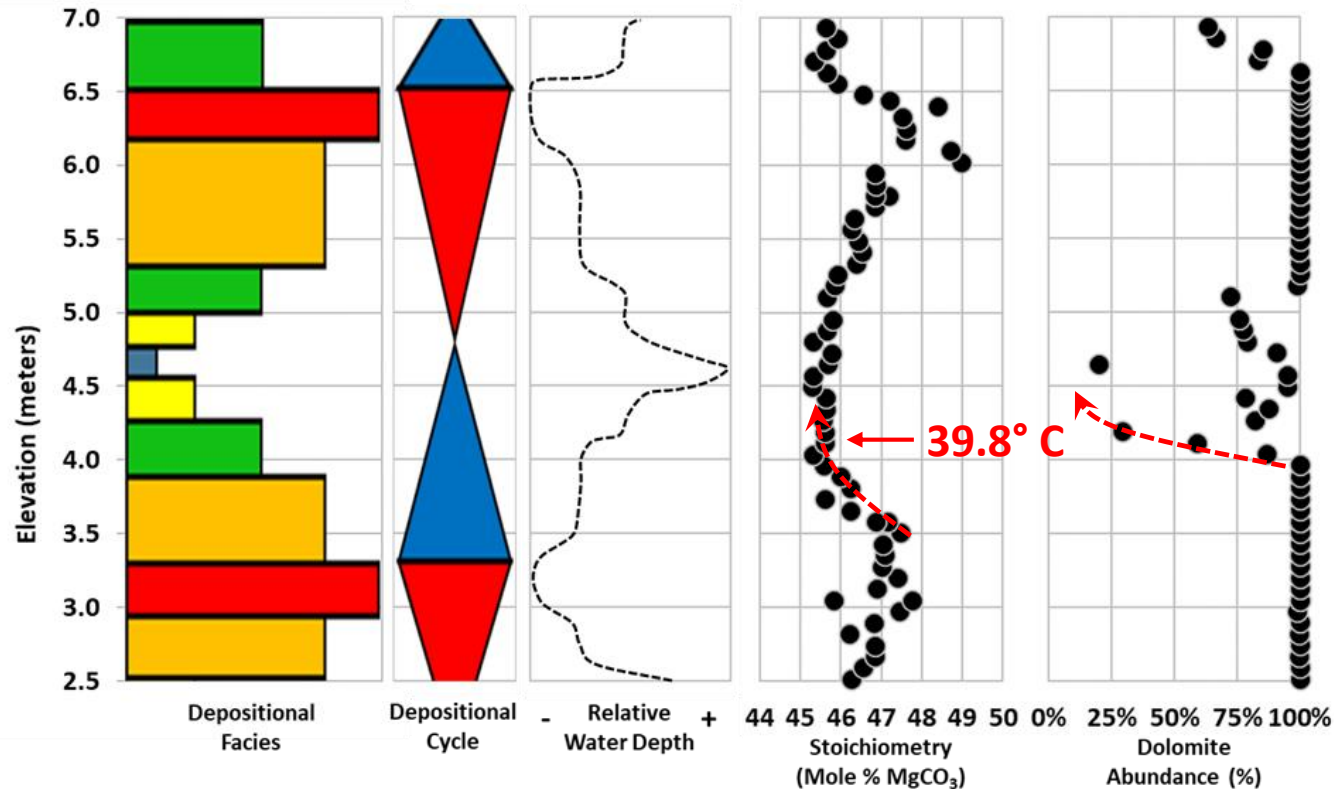 7.0
6.5
6.0
5.5
5.0
4.5
4.0
3.5
3.0
2.5
Elevation (meters)
39.8° C
Depositional
Facies
Depositional
Cycle
- Relative +
Water Depth
44 45 46 47 48 49 50
Stoichiometry
(Mole % MgCO₃)
0% 25% 50% 75% 100%
Dolomite
Abundance (%)